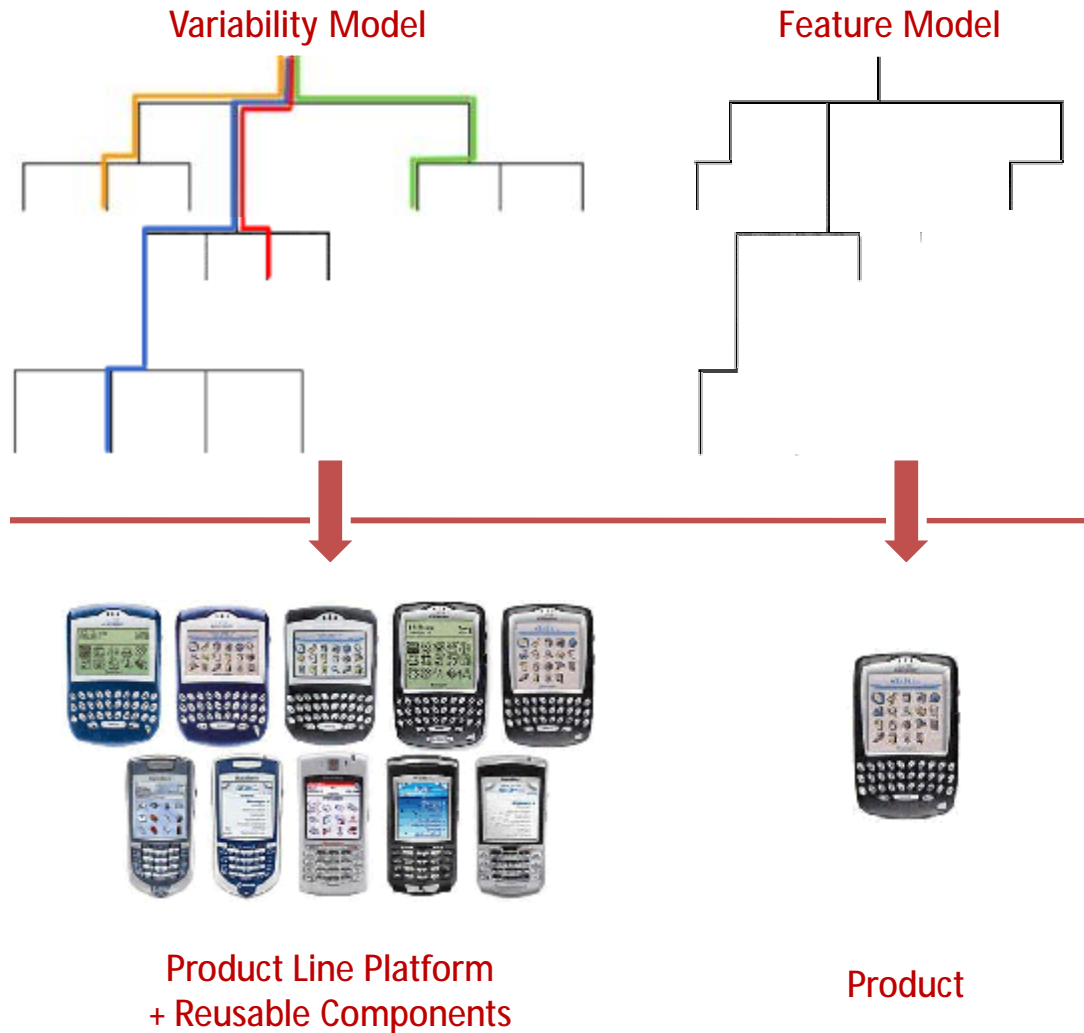 Variability Model
Feature Model
Product Line Platform
+ Reusable Components
Product